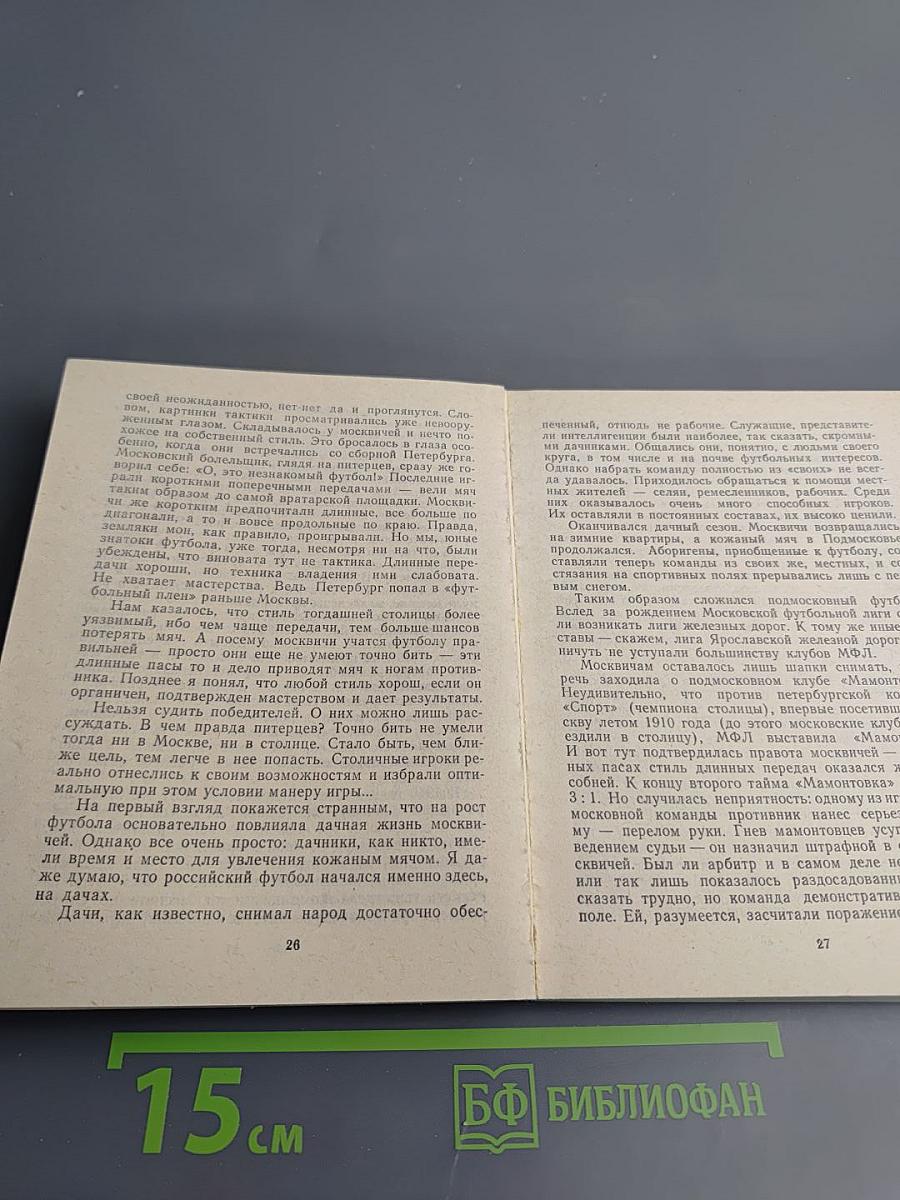 своей неожиданностью, нет-нет да и проглянутся. Сло-
вом, картинки тактики просматривались уже невоору-
женным глазом. Складывалось у москвичей и нечто по-
хожее на собственный стиль. Это бросалось в глаза осо-
бенно, когда они встречались со сборной Петербурга.
Московский болельщик, глядя на питерцев, сразу же го-
ворил себе: «О, это незнакомый футбол!» Последние иг-
рали короткими поперечными передачами — вели мяч
таким образом до самой вратарской площадки. Москви-
чи же коротким предпочитали длинные, все больше по
диагонали, а то и вовсе продольные по краю. Правда,
земляки мои, как правило, проигрывали. Но мы, юные
знатоки футбола, уже тогда, несмотря ни на что, были
убеждены, что виновата тут не тактика. Длинные пере-
дачи хороши, но техника владения ими слабовата.
Не хватает мастерства. Ведь Петербург попал в «фут-
больный плен» раньше Москвы.
Нам казалось, что стиль тогдашней столицы более
уязвимый, ибо чем чаще передачи, тем больше шансов
потерять мяч. А посему москвичи учатся футболу пра-
вильней — просто они еще не умеют точно бить — эти
длинные пасы то и дело приводят мяч к ногам против-
ника. Позднее я понял, что любой стиль хорош, если он
органичен, подтвержден мастерством и дает результаты.
Нельзя судить победителей. О них можно лишь рас-
суждать. В чем правда питерцев? Точно бить не умели
тогда ни в Москве, ни в столице. Стало быть, чем бли-
же цель, тем легче в нее попасть. Столичные игроки ре-
ально отнеслись к своим возможностям и избрали опти-
мальную при этом условии манеру игры...
На первый взгляд покажется странным, что на рост
футбола основательно повлияла дачная жизнь москви-
чей. Однако все очень просто: дачники, как никто, име-
ли время и место для увлечения кожаным мячом. Я да-
же думаю, что российский футбол начался именно здесь,
на дачах.
Дачи, как известно, снимал народ достаточно обес-
26
печенный, отнюдь не рабочие. Служащие, представите-
ли интеллигенции были наиболее, так сказать, скромны-
ми дачниками. Общались они, понятно, с людьми своего
круга, в том числе и на почве футбольных интересов.
Однако набрать команду полностью из «своих» не все-
гда удавалось. Приходилось обращаться к помощи мест-
ных жителей — селян, ремесленников, рабочих. Среди
них оказывалось очень много способных игроков.
Их оставляли в постоянных составах, их высоко ценили.
Оканчивался дачный сезон. Москвичи возвращались
на зимние квартиры, а кожаный мяч в Подмосковье
продолжался. Аборигены, приобщенные к футболу, со
ставляли теперь команды из своих же, местных, и со
стязания на спортивных полях прерывались лишь с пе
вым снегом.
Таким образом сложился подмосковный футб
Вслед за рождением Московской футбольной лиги с
ли возникать лиги железных дорог. К тому же иные
ставы — скажем, лига Ярославской железной дорог
ничуть не уступали большинству клубов МФЛ.
Москвичам оставалось лишь шапки снимать,
речь заходила о подмосковном клубе «Мамонт
Неудивительно, что против петербургской ко
«Спорт» (чемпиона столицы), впервые посетивш
скву летом 1910 года (до этого московские клуб
ездили в столицу), МФЛ выставила «Мамо
И вот тут подтвердилась правота москвичей —
ных пасах стиль длинных передач оказался ж
собней. К концу второго тайма «Мамонтовка»
3 : 1. Но случилась неприятность: одному из иг
московской команды противник нанес серьез
му — перелом руки. Гнев мамонтовцев усуг
ведением судьи — он назначил штрафной в с
сквичей. Был ли арбитр и в самом деле не
или так лишь показалось раздосадованн
сказать трудно, но команда демонстратив
поле. Ей, разумеется, засчитали поражение
27
15 см
БФ БИБЛИОФАН